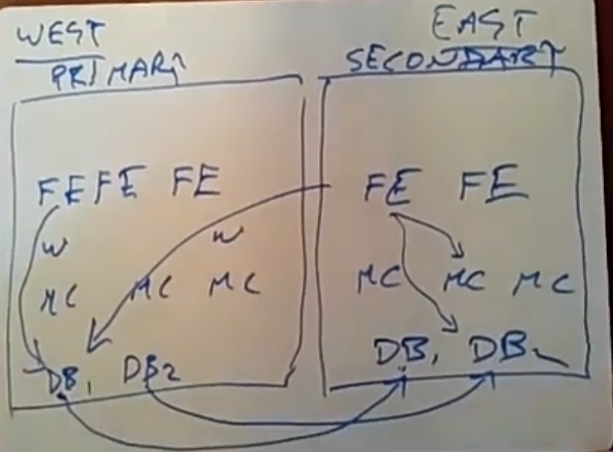 WEST
PRIMARY
EAST
SECONDARY
FE FE FE
W W
MC MC MC
DB1 DB2
FE FE
MC MC MC
DB1 DB2